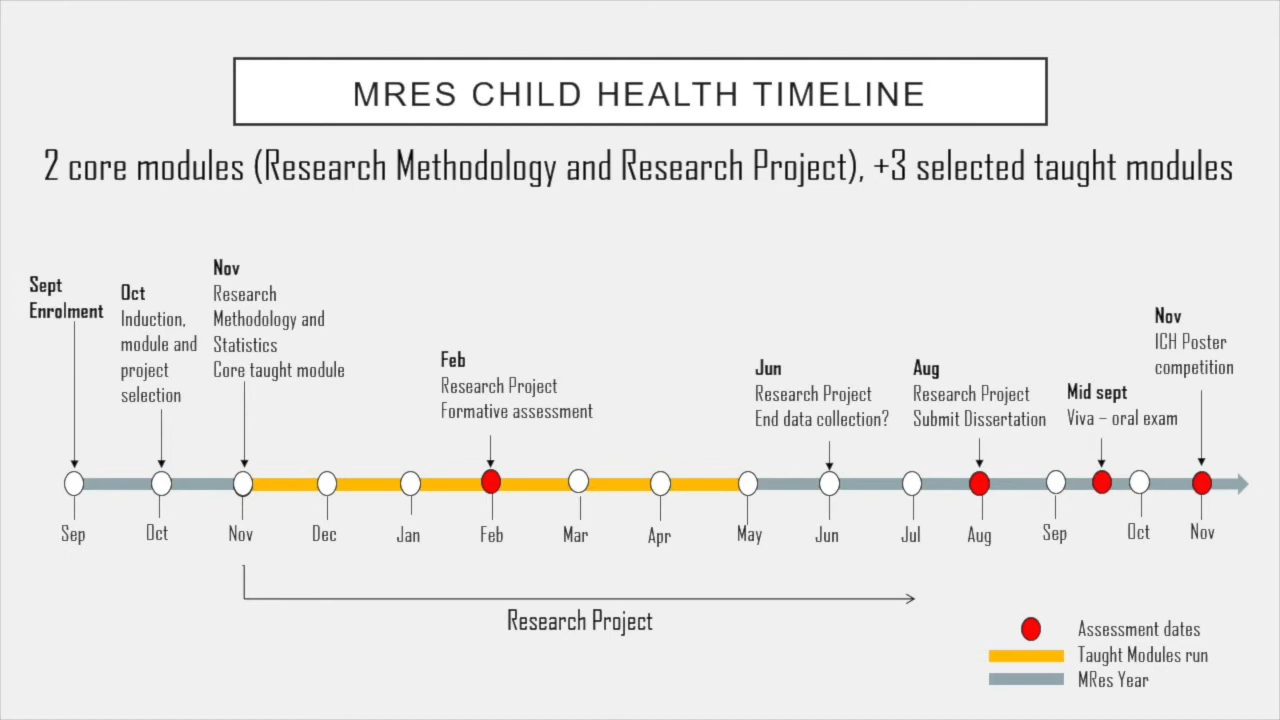 MRES CHILD HEALTH TIMELINE
2 core modules (Research Methodology and Research Project), +3 selected taught modules
Sept
Enrolment
Oct
Induction,
module and
project
selection
Nov
Research
Methodology and
Statistics
Core taught module
Feb
Research Project
Formative assessment
Jun
Research Project
End data collection?
Aug
Research Project
Submit Dissertation
Mid sept
Viva – oral exam
Nov
ICH Poster
competition
Sep
Oct
Nov
Dec
Jan
Feb
Mar
Apr
May
Jun
Jul
Aug
Sep
Oct
Nov
Research Project
Assessment dates
Taught Modules run
MRes Year